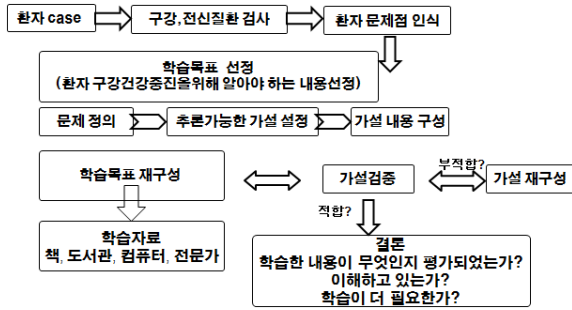 환자 case
구강,전신질환 검사
환자 문제점 인식
학습목표 선정
(환자 구강건강증진올위해 알아야 하는 내용선정)
문제 정의
추론가능한 가설 설정
가설 내용 구성
학습목표 재구성
가설검중
부적합?
가설 재구성
적합?
학습자료
책, 도서관, 컴퓨터, 전문가
결론
학습한 내용이 무엇인지 평가되었는가?
이해하고 있는가?
학습이 더 필요한가?